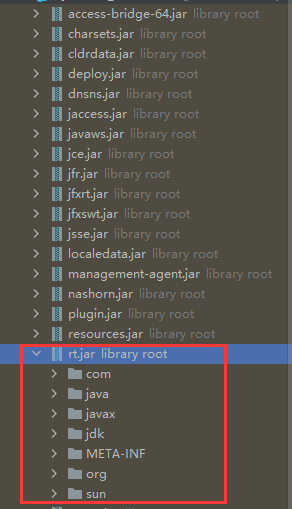 access-bridge-64.jar library root
charsets.jar library root
cldrdata.jar library root
deploy.jar library root
dnsns.jar library root
jaccess.jar library root
javaws.jar library root
jce.jar library root
jfr.jar library root
jfxrt.jar library root
jfxswt.jar library root
jsse.jar library root
localedata.jar library root
management-agent.jar library root
nashorn.jar library root
plugin.jar library root
resources.jar library root
rt.jar library root
com
java
javax
jdk
META-INF
org
sun